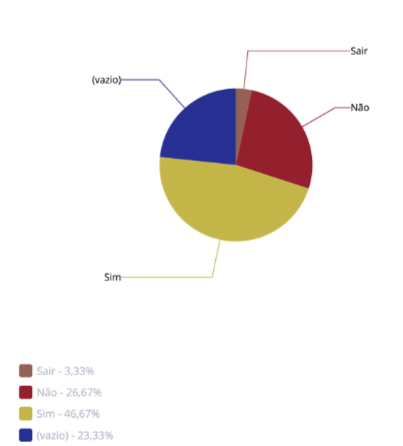 Sair
(vazio)
Não
Sim
Sair - 3,33%
Não - 26,67%
Sim - 46,67%
(vazio) - 23,33%